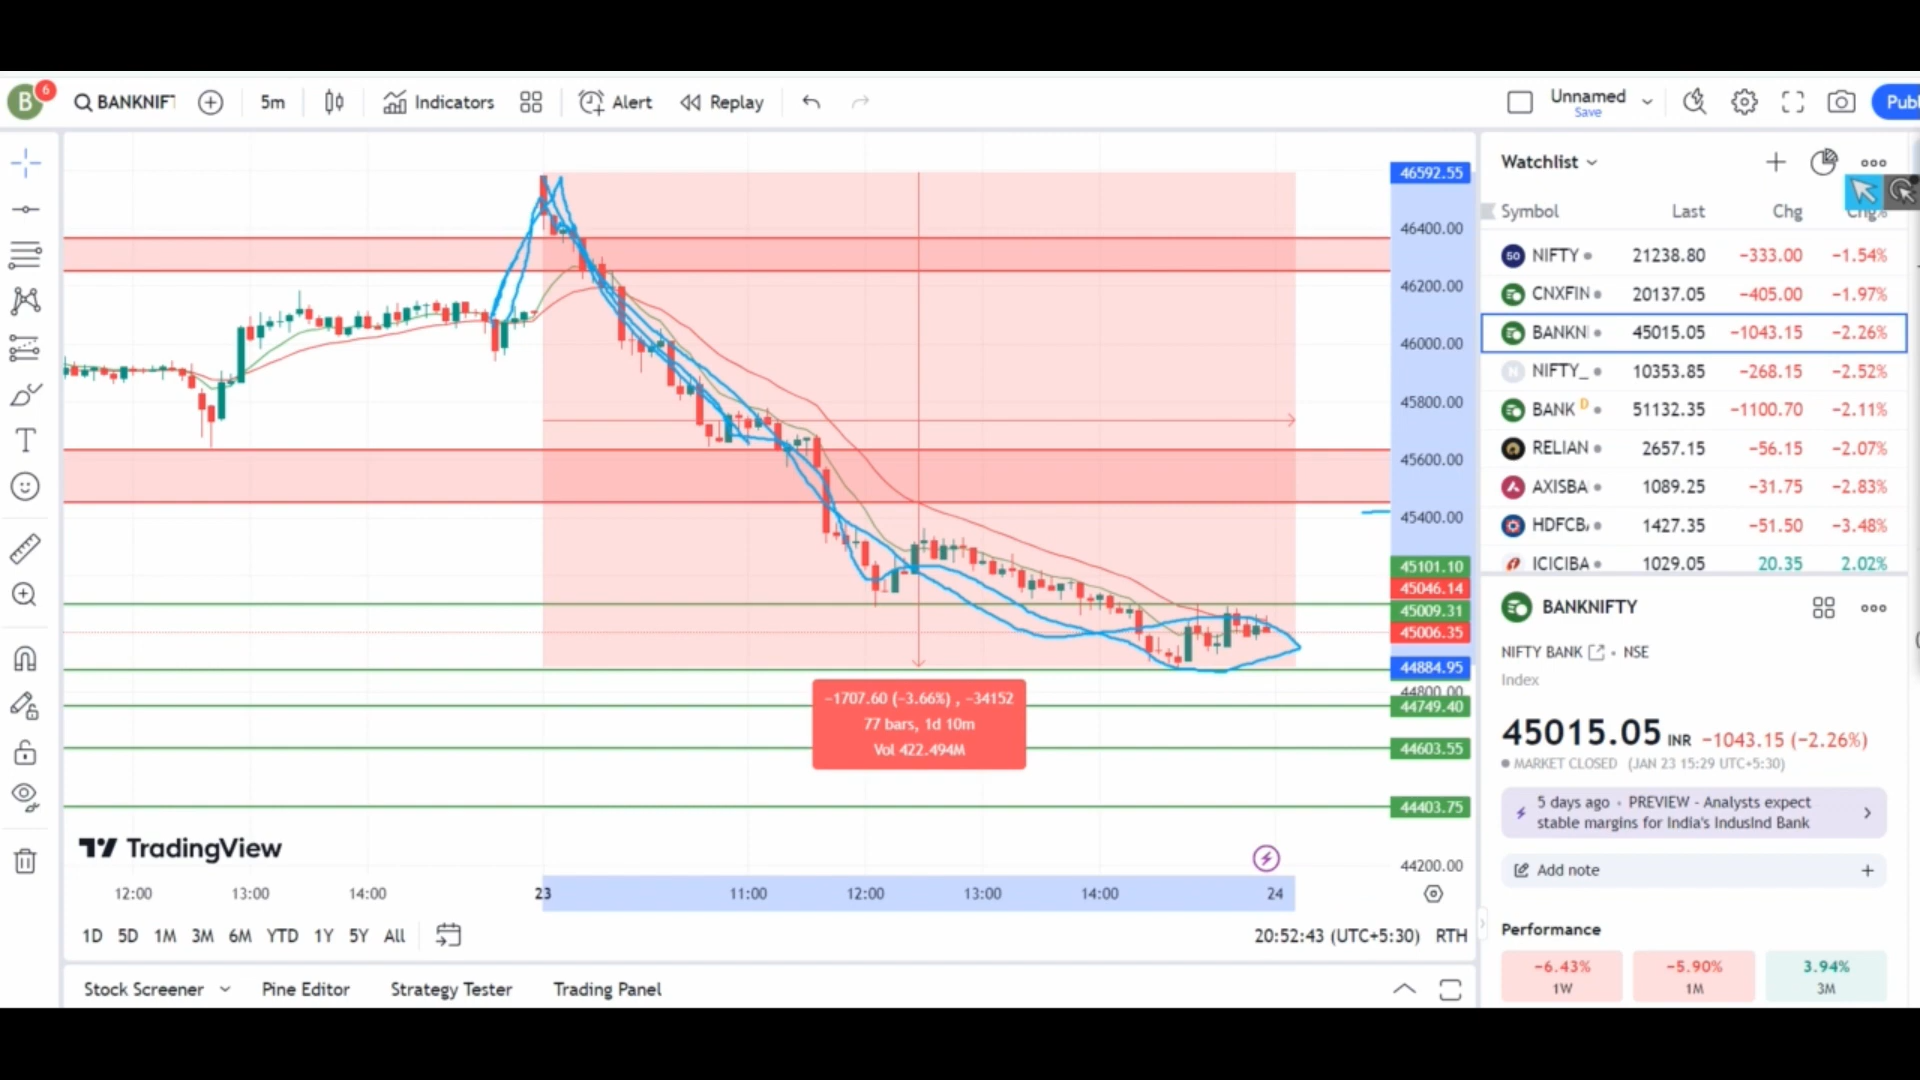 B 6 BANKNIFT 5m Indicators Alert Replay Unnamed Publ
Save
46592.55
46400.00
46200.00
46000.00
45800.00
45600.00
45400.00
45101.10
45046.14
45009.31
45006.35
44884.95
44800.00
44749.40
44603.55
44403.75
44200.00
−1707.60 (−3.66%) , −34152
77 bars, 1d 10m
Vol 422.494M
TradingView
12:00 13:00 14:00 23 11:00 12:00 13:00 14:00 24
1D 5D 1M 3M 6M YTD 1Y 5Y All 20:52:43 (UTC+5:30) RTH
Stock Screener Pine Editor Strategy Tester Trading Panel
Watchlist
Symbol Last Chg Chg%
50 NIFTY 21238.80 −333.00 −1.54%
CNXFIN 20137.05 −405.00 −1.97%
BANKN 45015.05 −1043.15 −2.26%
N NIFTY_ 10353.85 −268.15 −2.52%
BANK D 51132.35 −1100.70 −2.11%
RELIAN 2657.15 −56.15 −2.07%
AXISBA 1089.25 −31.75 −2.83%
HDFCB 1427.35 −51.50 −3.48%
ICICIBA 1029.05 20.35 2.02%
BANKNIFTY
NIFTY BANK • NSE
Index
45015.05 INR −1043.15 (−2.26%)
MARKET CLOSED (JAN 23 15:29 UTC+5:30)
5 days ago • PREVIEW - Analysts expect
stable margins for India's IndusInd Bank
Add note
Performance
−6.43% −5.90% 3.94%
1W 1M 3M